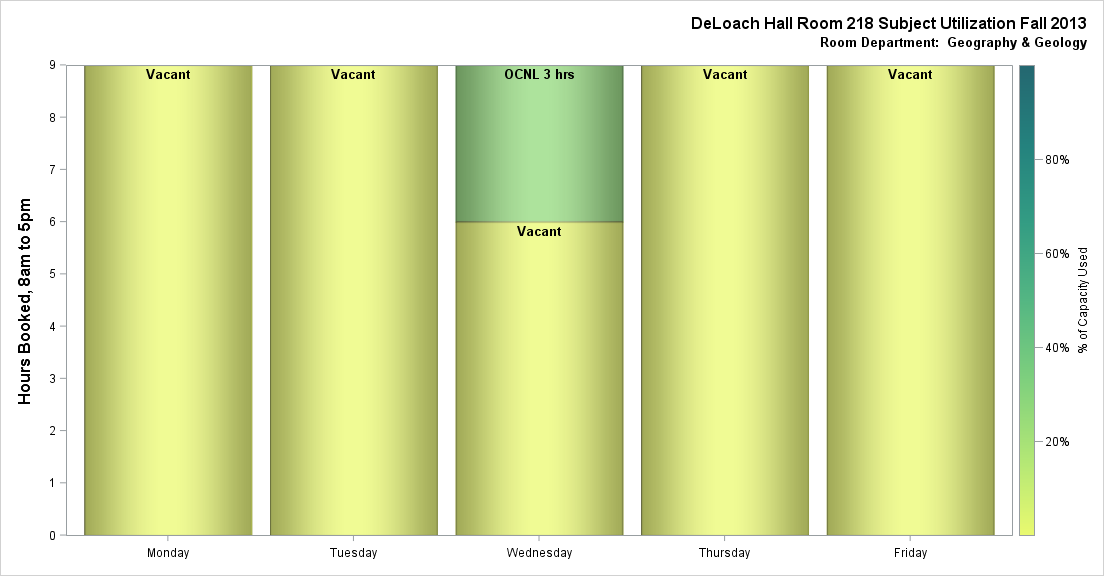 DeLoach Hall Room 218 Subject Utilization Fall 2013
Room Department:  Geography & Geology
Hours Booked, 8am to 5pm
9
8
7
6
5
4
3
2
1
0
Vacant
Vacant
OCNL 3 hrs
Vacant
Vacant
Vacant
Monday
Tuesday
Wednesday
Thursday
Friday
80%
60%
40%
20%
% of Capacity Used